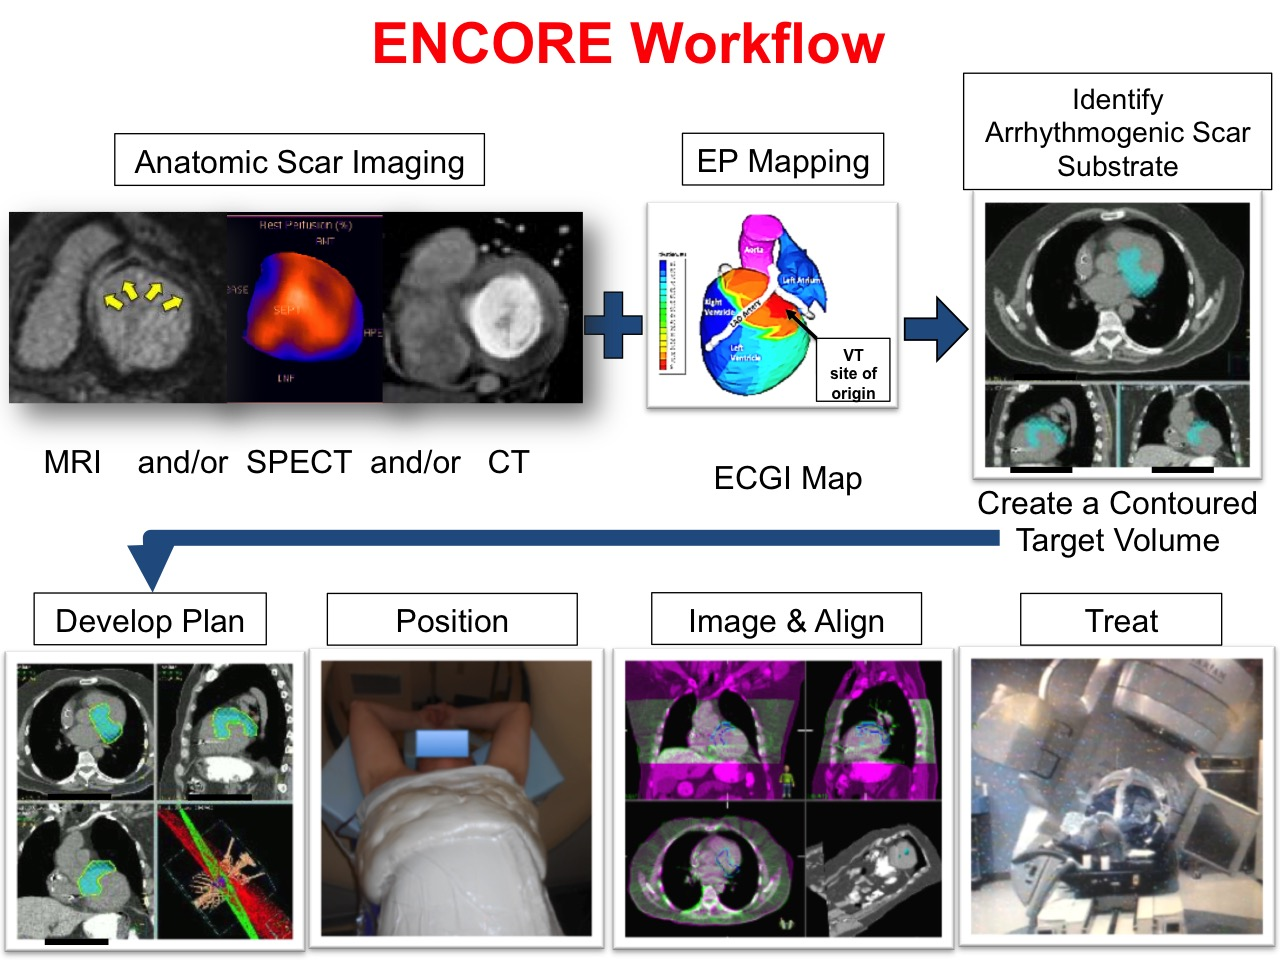 ENCORE Workflow
Anatomic Scar Imaging
EP Mapping
Identify
Arrhythmogenic Scar
Substrate
Rest Perfusion (%)
ANT
BASE
SEPT
INF
Aorta
Left Atrium
Right
Ventricle
LAD Artery
Left
Ventricle
VT
site of
origin
MRI and/or SPECT and/or CT
ECGI Map
Create a Contoured
Target Volume
Develop Plan
Position
Image & Align
Treat